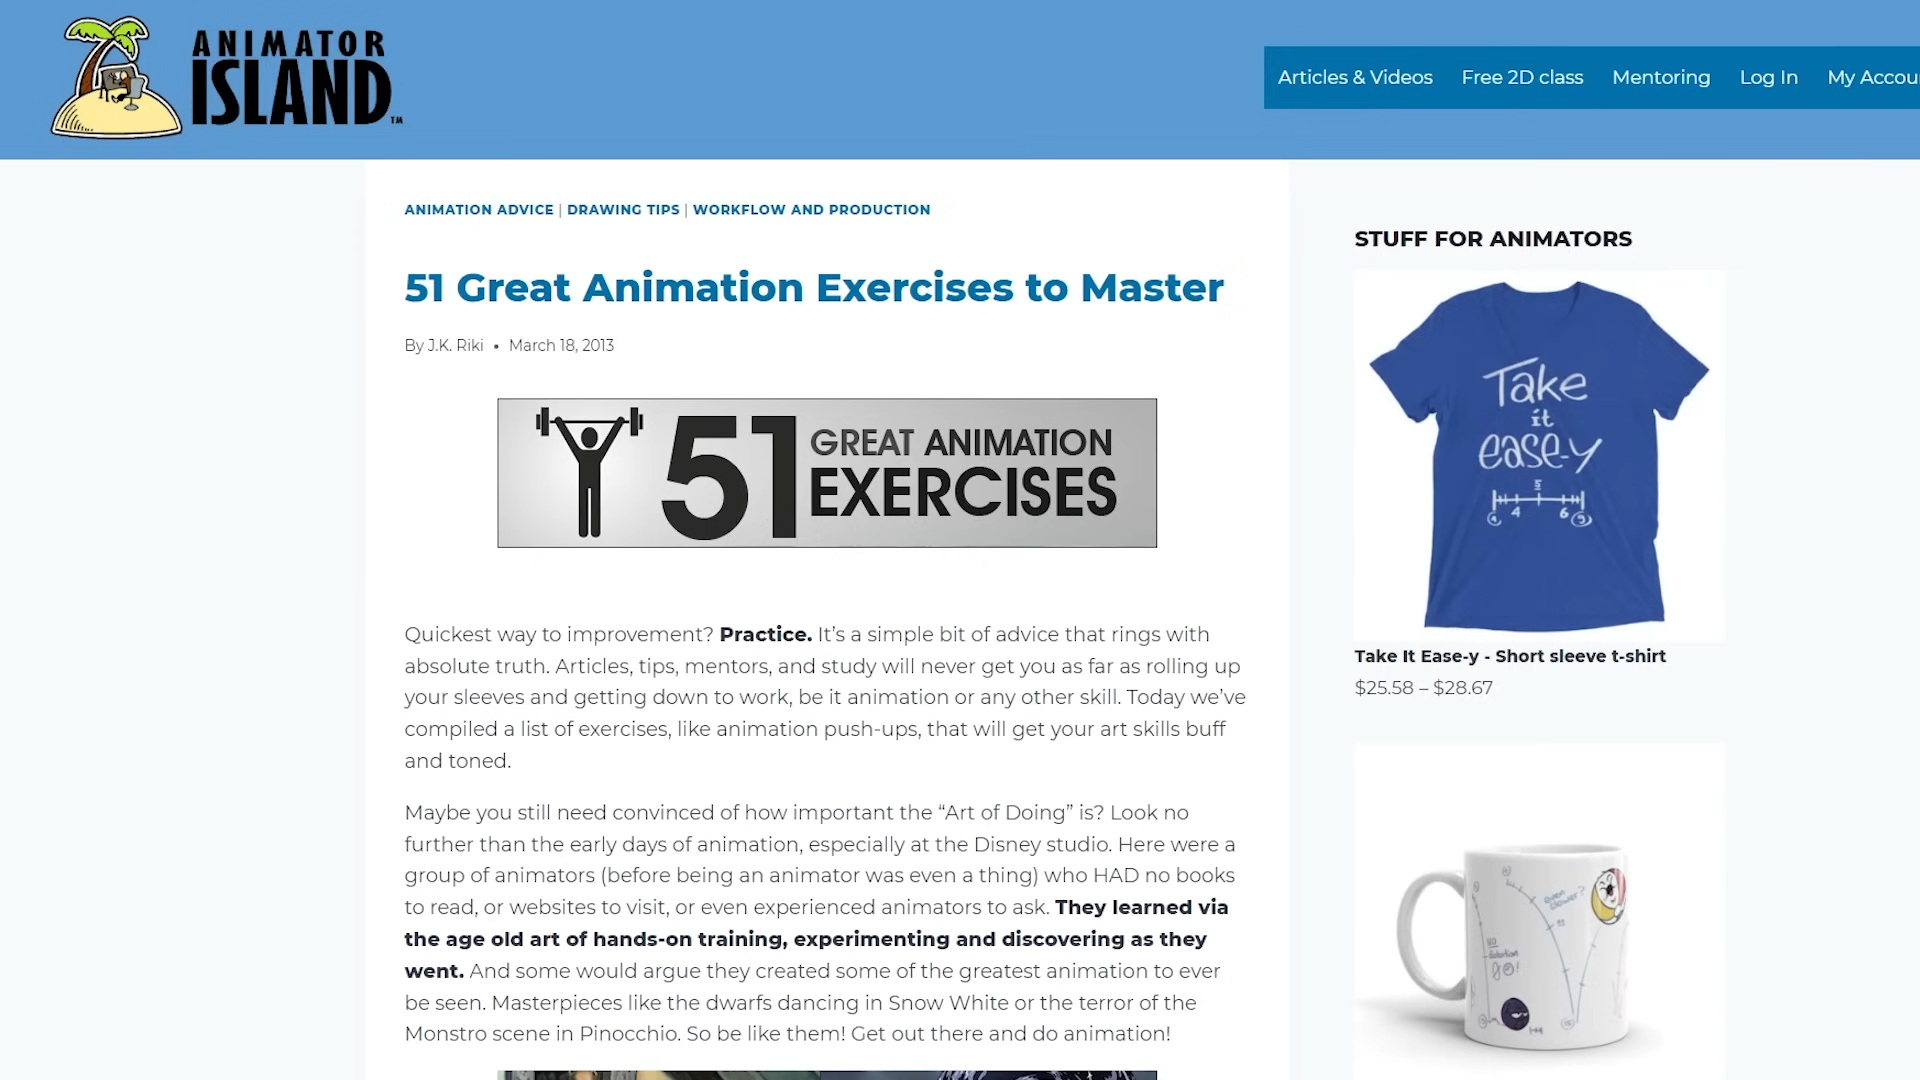 ANIMATOR
ISLAND
TM
Articles & Videos Free 2D class Mentoring Log In My Accou
ANIMATION ADVICE | DRAWING TIPS | WORKFLOW AND PRODUCTION
51 Great Animation Exercises to Master
By J.K. Riki • March 18, 2013
51 GREAT ANIMATION
EXERCISES
Quickest way to improvement? Practice. It’s a simple bit of advice that rings with
absolute truth. Articles, tips, mentors, and study will never get you as far as rolling up
your sleeves and getting down to work, be it animation or any other skill. Today we’ve
compiled a list of exercises, like animation push-ups, that will get your art skills buff
and toned.
Maybe you still need convinced of how important the “Art of Doing” is? Look no
further than the early days of animation, especially at the Disney studio. Here were a
group of animators (before being an animator was even a thing) who HAD no books
to read, or websites to visit, or even experienced animators to ask. They learned via
the age old art of hands-on training, experimenting and discovering as they
went. And some would argue they created some of the greatest animation to ever
be seen. Masterpieces like the dwarfs dancing in Snow White or the terror of the
Monstro scene in Pinocchio. So be like them! Get out there and do animation!
STUFF FOR ANIMATORS
Take
it
ease-y
5
4 6
Take It Ease-y - Short sleeve t-shirt
$25.58 – $28.67